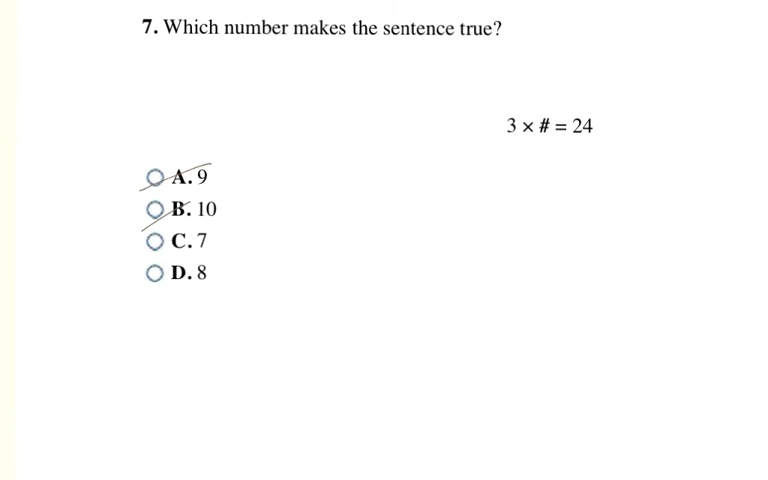 7. Which number makes the sentence true?
3 × # = 24
A. 9
B. 10
C. 7
D. 8